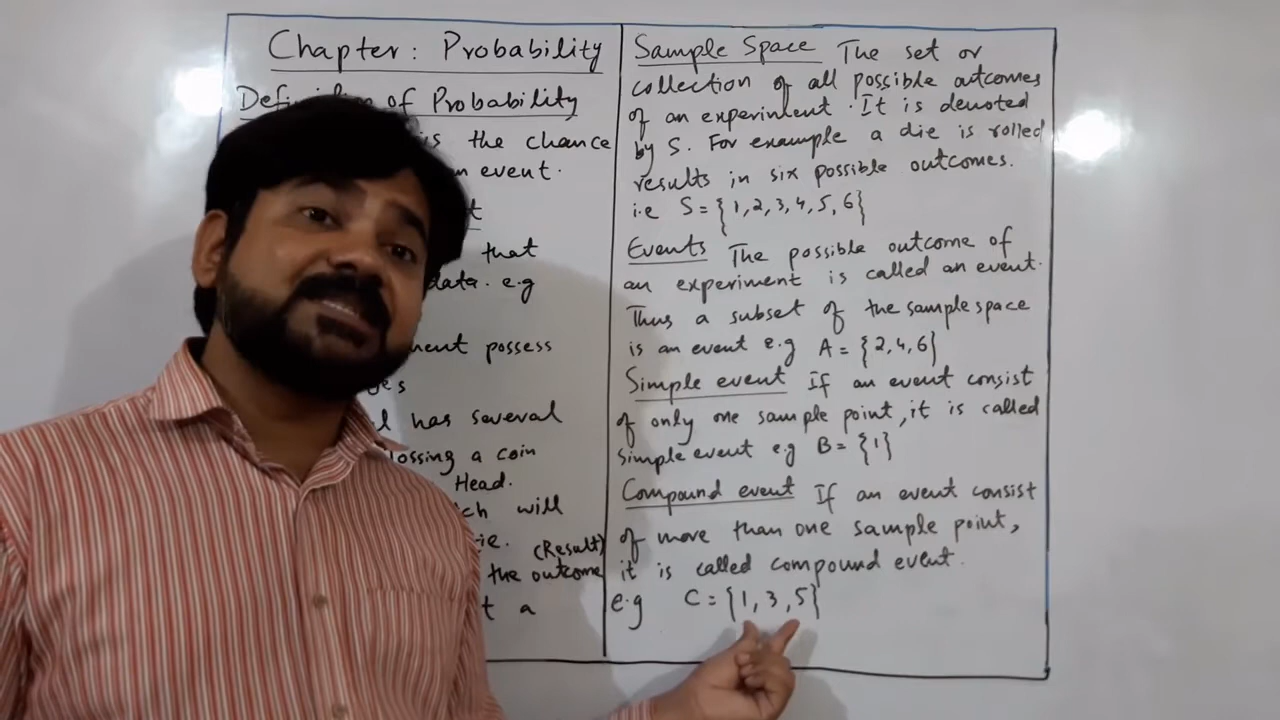 Chapter: Probability
of Probability
is the chance
event.
that
data. e.g
possess
has several
a coin
Head.
will
(Result)
the outcome
a
Sample Space The set or
collection of all possible outcomes
of an experiment. It is denoted
by S. For example a die is rolled
results in six possible outcomes.
i.e S = {1,2,3,4,5,6}
Events The possible outcome of
an experiment is called an event.
Thus a subset of the sample space
is an event e.g A = {2,4,6}
Simple event If an event consist
of only one sample point, it is called
simple event e.g B = {1}
Compound event If an event consist
of more than one sample point,
it is called compound event.
e.g C = {1, 3, 5}